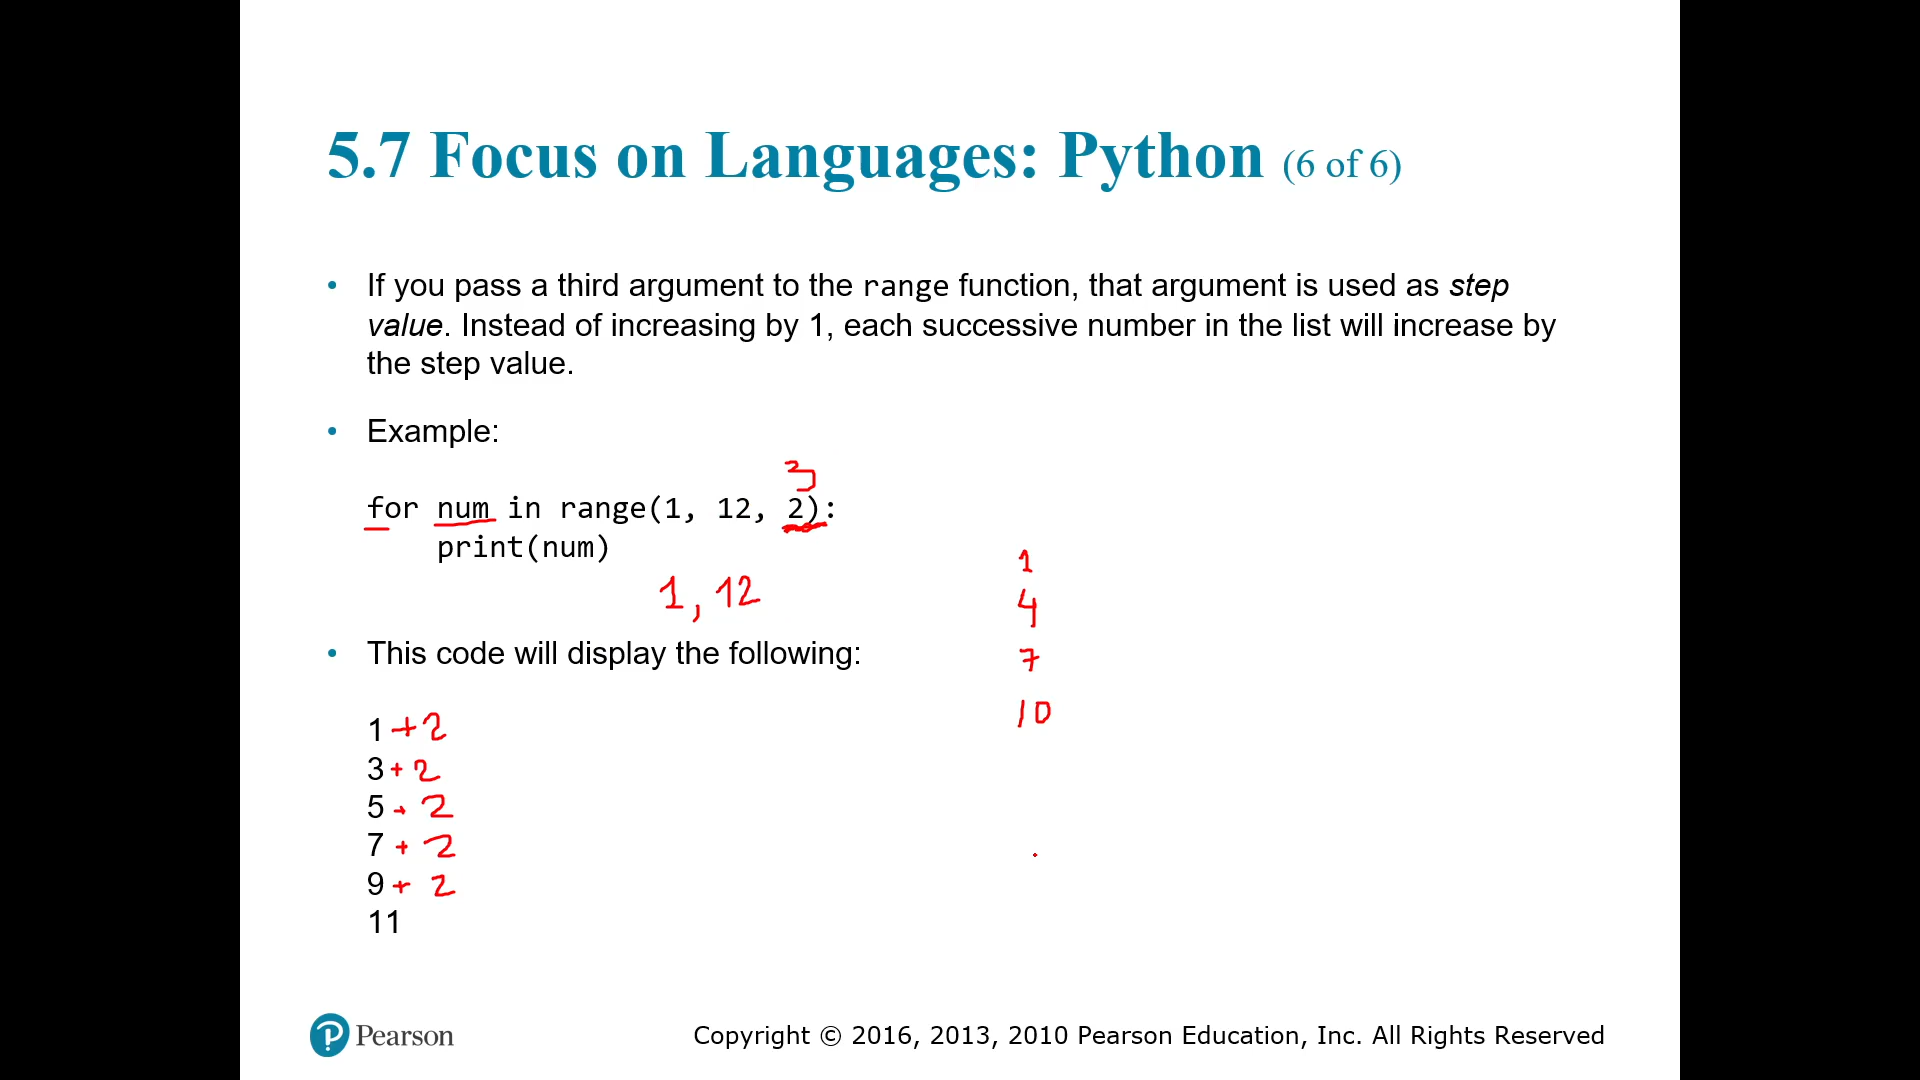 5.7 Focus on Languages: Python (6 of 6)
• If you pass a third argument to the range function, that argument is used as step
value. Instead of increasing by 1, each successive number in the list will increase by
the step value.
• Example:
3
for num in range(1, 12, 2):
print(num)
1, 12
• This code will display the following:
1 + 2
3 + 2
5 + 2
7 + 2
9 + 2
11
1
4
7
10
Pearson
Copyright © 2016, 2013, 2010 Pearson Education, Inc. All Rights Reserved